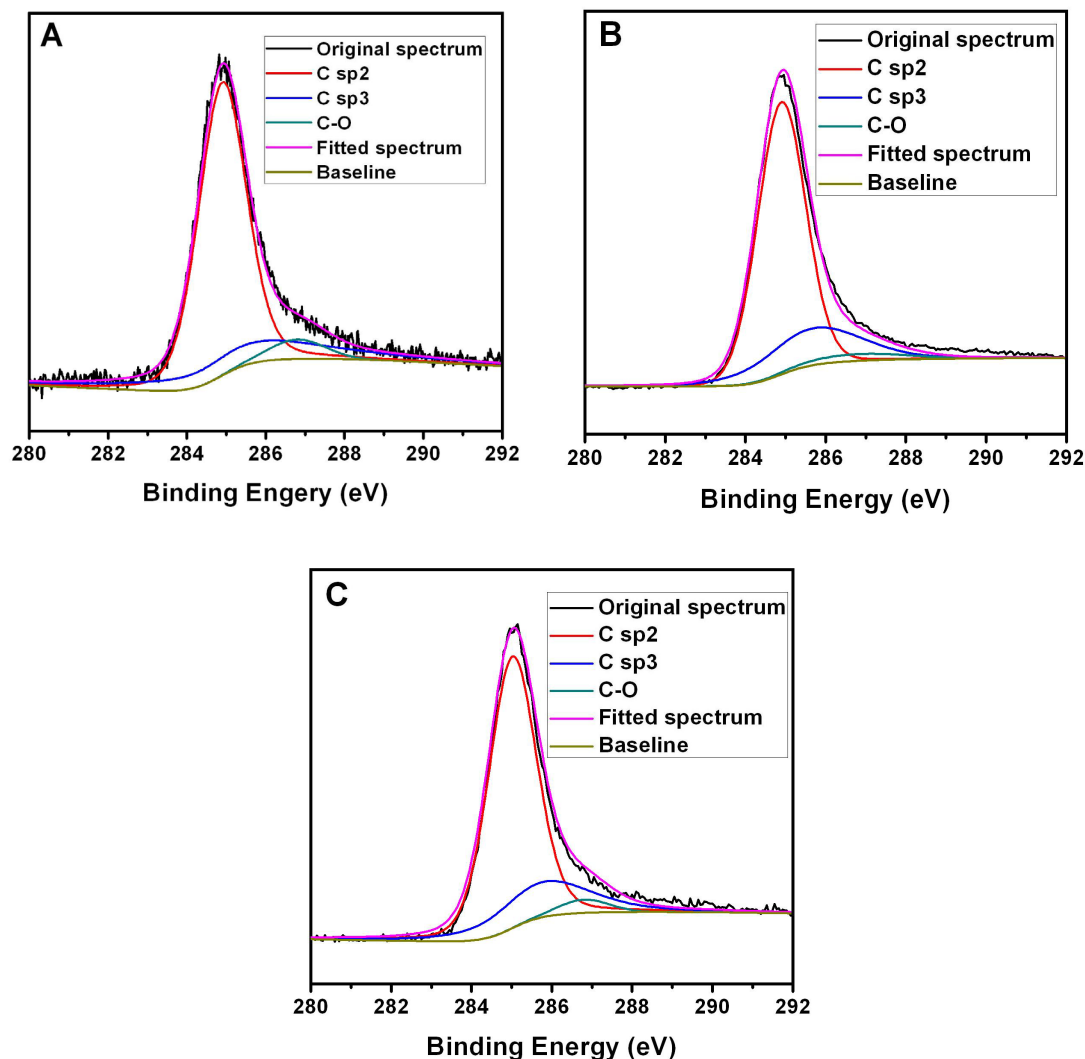 A
Original spectrum
C sp2
C sp3
C-O
Fitted spectrum
Baseline
280 282 284 286 288 290 292
Binding Engery (eV)
B
Original spectrum
C sp2
C sp3
C-O
Fitted spectrum
Baseline
280 282 284 286 288 290 292
Binding Energy (eV)
C
Original spectrum
C sp2
C sp3
C-O
Fitted spectrum
Baseline
280 282 284 286 288 290 292
Binding Energy (eV)